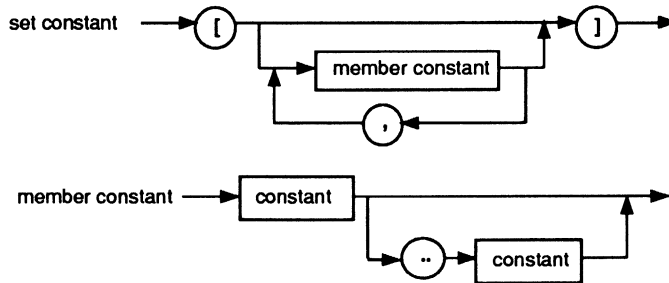 set constant [ ]
member constant
,
member constant constant
.. constant